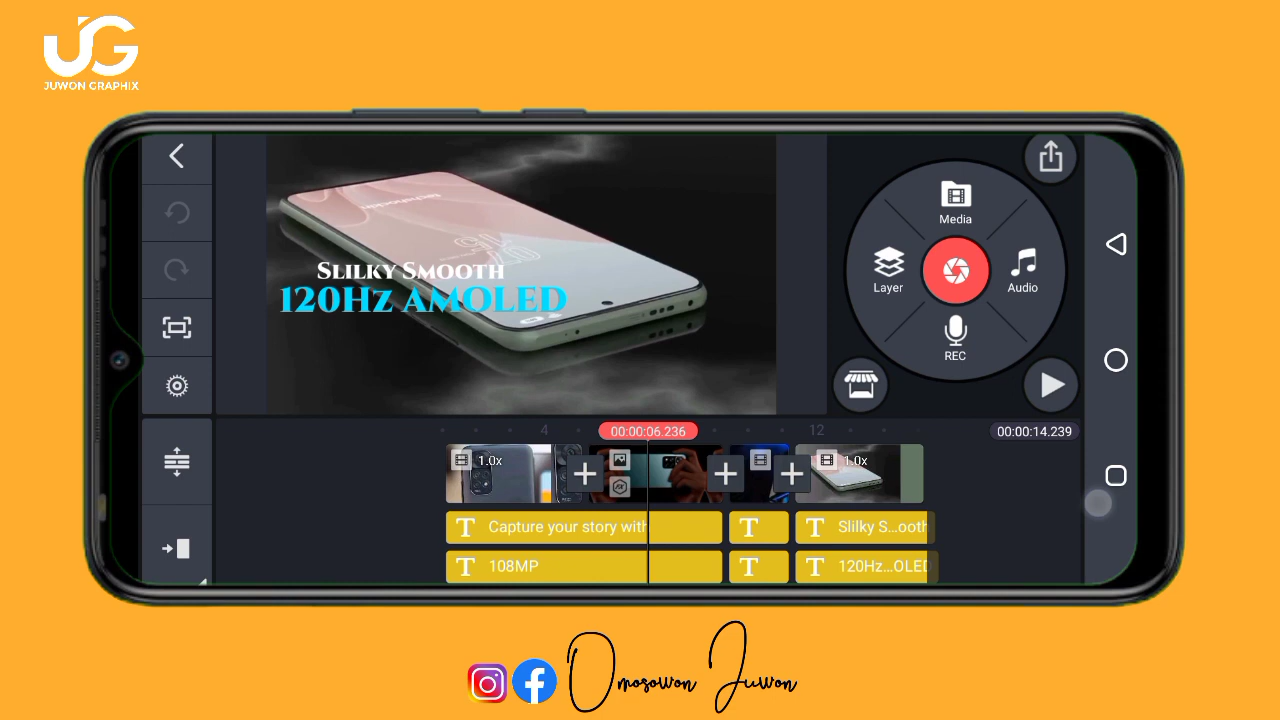 JG
JUWON GRAPHIX
Media
Layer
Audio
REC
Slilky Smooth
120Hz AMOLED
4
00:00:06.236
12
00:00:14.239
1.0x
1.0x
T Capture your story with
T
T Slilky S...ooth
T 108MP
T
T 120Hz...OLED
Omosowon Juwon